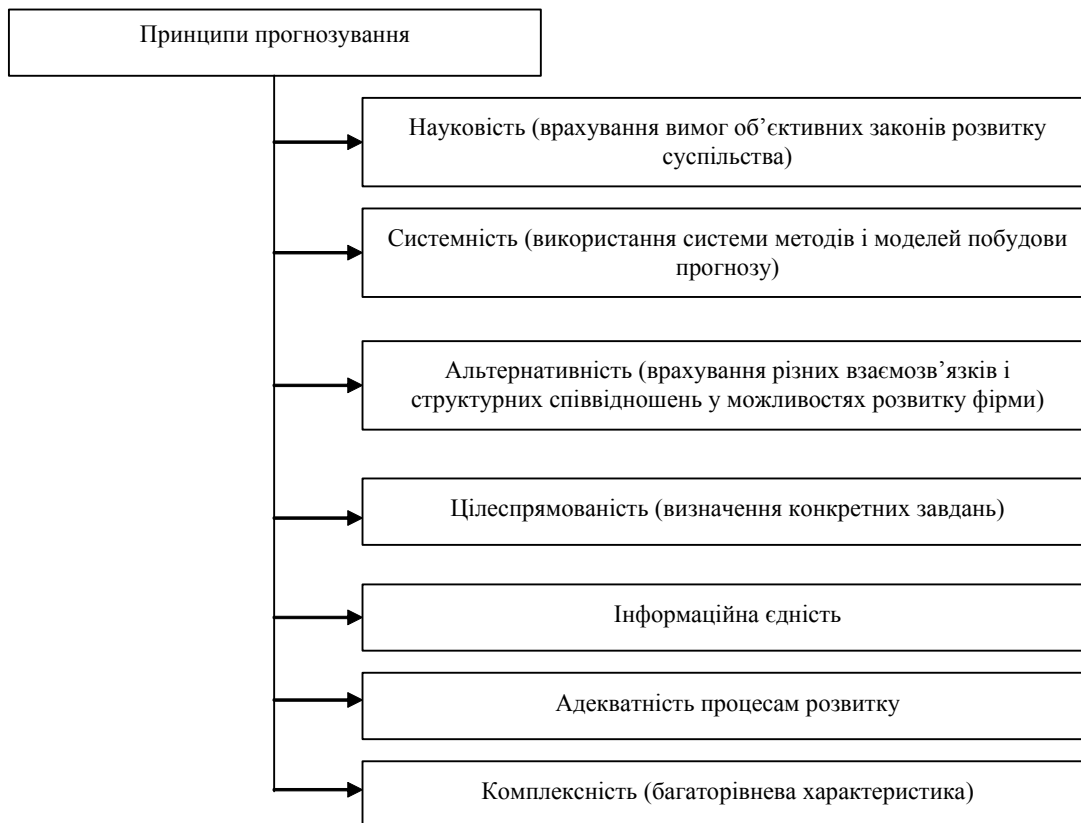 Принципи прогнозування
Науковість (врахування вимог об’єктивних законів розвитку
суспільства)
Системність (використання системи методів і моделей побудови
прогнозу)
Альтернативність (врахування різних взаємозв’язків і
структурних співвідношень у можливостях розвитку фірми)
Цілеспрямованість (визначення конкретних завдань)
Інформаційна єдність
Адекватність процесам розвитку
Комплексність (багаторівнева характеристика)